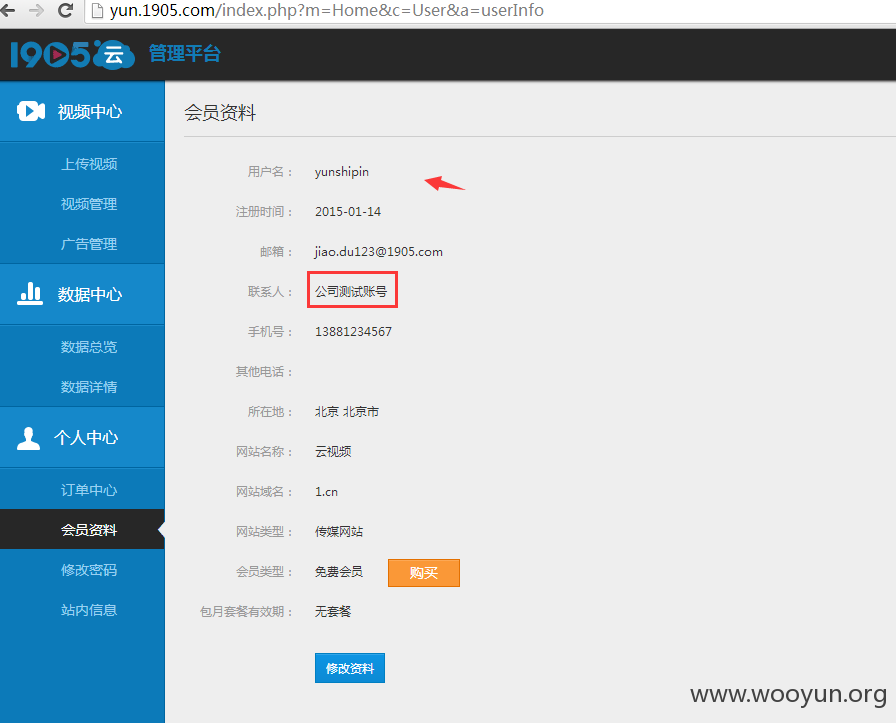 yun.1905.com/index.php?m=Home&c=User&a=userInfo
1905云 管理平台
视频中心
上传视频
视频管理
广告管理
数据中心
数据总览
数据详情
个人中心
订单中心
会员资料
修改密码
站内信息
会员资料
用户名： yunshipin
注册时间： 2015-01-14
邮箱： jiao.du123@1905.com
联系人： 公司测试账号
手机号： 13881234567
其他电话：
所在地： 北京 北京市
网站名称： 云视频
网站域名： 1.cn
网站类型： 传媒网站
会员类型： 免费会员 购买
包月套餐有效期： 无套餐
修改资料
www.wooyun.org